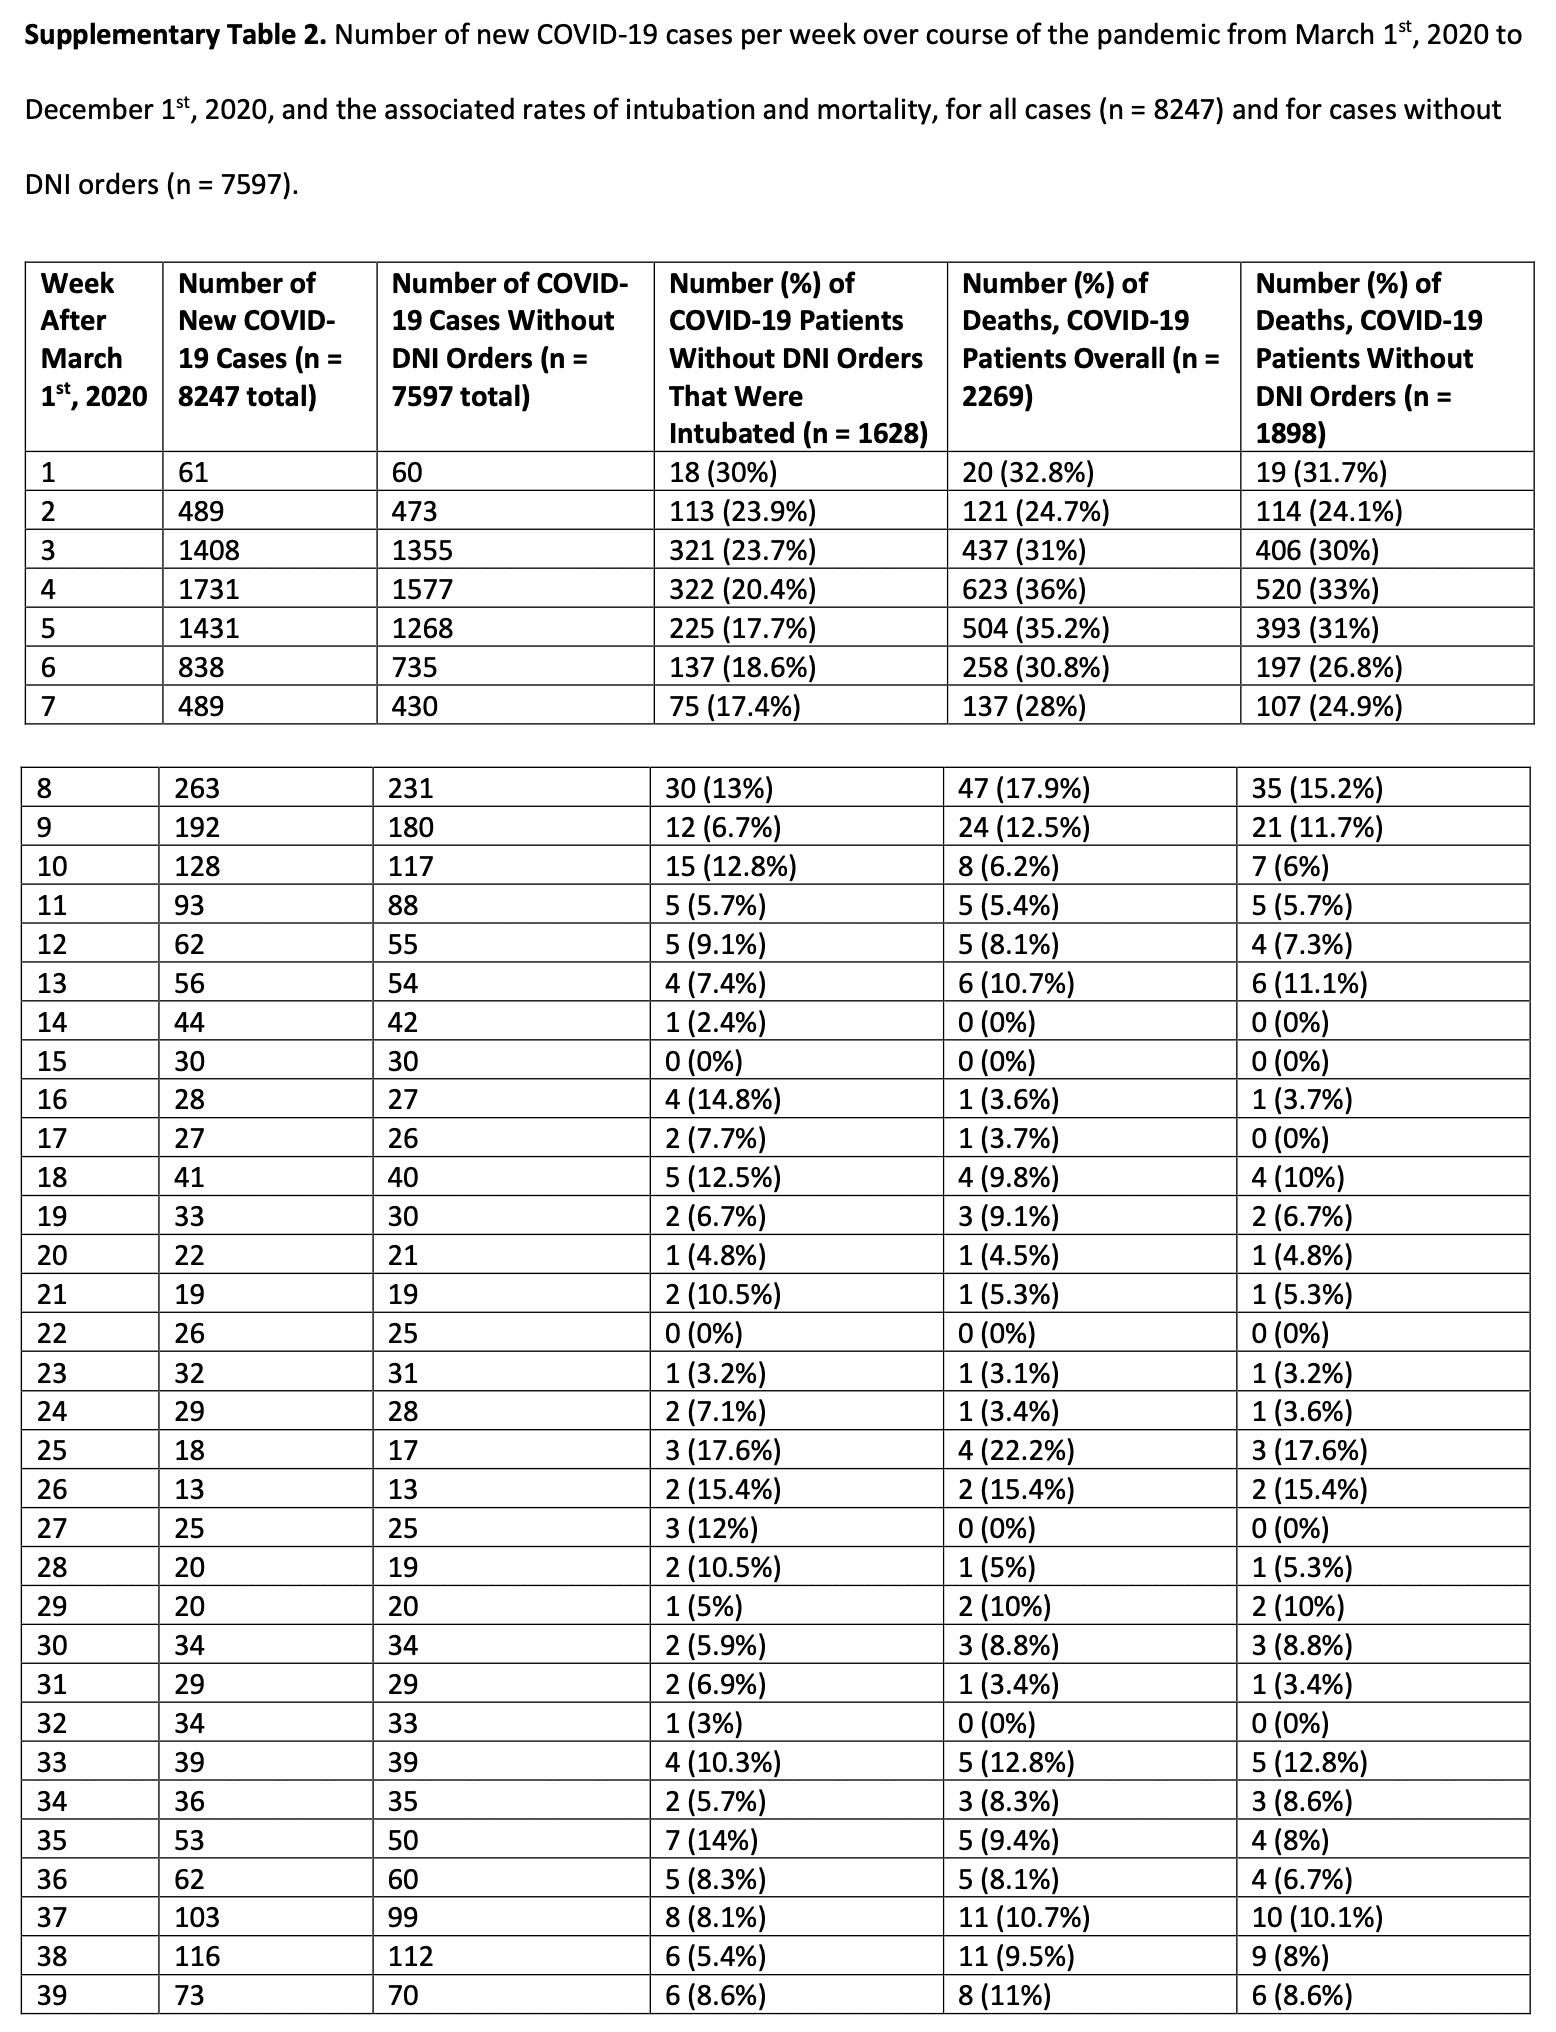 Supplementary Table 2. Number of new COVID-19 cases per week over course of the pandemic from March 1st, 2020 to
December 1st, 2020, and the associated rates of intubation and mortality, for all cases (n = 8247) and for cases without
DNI orders (n = 7597).
Week After March 1st, 2020 | Number of New COVID-19 Cases (n = 8247 total) | Number of COVID-19 Cases Without DNI Orders (n = 7597 total) | Number (%) of COVID-19 Patients Without DNI Orders That Were Intubated (n = 1628) | Number (%) of Deaths, COVID-19 Patients Overall (n = 2269) | Number (%) of Deaths, COVID-19 Patients Without DNI Orders (n = 1898)
1 | 61 | 60 | 18 (30%) | 20 (32.8%) | 19 (31.7%)
2 | 489 | 473 | 113 (23.9%) | 121 (24.7%) | 114 (24.1%)
3 | 1408 | 1355 | 321 (23.7%) | 437 (31%) | 406 (30%)
4 | 1731 | 1577 | 322 (20.4%) | 623 (36%) | 520 (33%)
5 | 1431 | 1268 | 225 (17.7%) | 504 (35.2%) | 393 (31%)
6 | 838 | 735 | 137 (18.6%) | 258 (30.8%) | 197 (26.8%)
7 | 489 | 430 | 75 (17.4%) | 137 (28%) | 107 (24.9%)
8 | 263 | 231 | 30 (13%) | 47 (17.9%) | 35 (15.2%)
9 | 192 | 180 | 12 (6.7%) | 24 (12.5%) | 21 (11.7%)
10 | 128 | 117 | 15 (12.8%) | 8 (6.2%) | 7 (6%)
11 | 93 | 88 | 5 (5.7%) | 5 (5.4%) | 5 (5.7%)
12 | 62 | 55 | 5 (9.1%) | 5 (8.1%) | 4 (7.3%)
13 | 56 | 54 | 4 (7.4%) | 6 (10.7%) | 6 (11.1%)
14 | 44 | 42 | 1 (2.4%) | 0 (0%) | 0 (0%)
15 | 30 | 30 | 0 (0%) | 0 (0%) | 0 (0%)
16 | 28 | 27 | 4 (14.8%) | 1 (3.6%) | 1 (3.7%)
17 | 27 | 26 | 2 (7.7%) | 1 (3.7%) | 0 (0%)
18 | 41 | 40 | 5 (12.5%) | 4 (9.8%) | 4 (10%)
19 | 33 | 30 | 2 (6.7%) | 3 (9.1%) | 2 (6.7%)
20 | 22 | 21 | 1 (4.8%) | 1 (4.5%) | 1 (4.8%)
21 | 19 | 19 | 2 (10.5%) | 1 (5.3%) | 1 (5.3%)
22 | 26 | 25 | 0 (0%) | 0 (0%) | 0 (0%)
23 | 32 | 31 | 1 (3.2%) | 1 (3.1%) | 1 (3.2%)
24 | 29 | 28 | 2 (7.1%) | 1 (3.4%) | 1 (3.6%)
25 | 18 | 17 | 3 (17.6%) | 4 (22.2%) | 3 (17.6%)
26 | 13 | 13 | 2 (15.4%) | 2 (15.4%) | 2 (15.4%)
27 | 25 | 25 | 3 (12%) | 0 (0%) | 0 (0%)
28 | 20 | 19 | 2 (10.5%) | 1 (5%) | 1 (5.3%)
29 | 20 | 20 | 1 (5%) | 2 (10%) | 2 (10%)
30 | 34 | 34 | 2 (5.9%) | 3 (8.8%) | 3 (8.8%)
31 | 29 | 29 | 2 (6.9%) | 1 (3.4%) | 1 (3.4%)
32 | 34 | 33 | 1 (3%) | 0 (0%) | 0 (0%)
33 | 39 | 39 | 4 (10.3%) | 5 (12.8%) | 5 (12.8%)
34 | 36 | 35 | 2 (5.7%) | 3 (8.3%) | 3 (8.6%)
35 | 53 | 50 | 7 (14%) | 5 (9.4%) | 4 (8%)
36 | 62 | 60 | 5 (8.3%) | 5 (8.1%) | 4 (6.7%)
37 | 103 | 99 | 8 (8.1%) | 11 (10.7%) | 10 (10.1%)
38 | 116 | 112 | 6 (5.4%) | 11 (9.5%) | 9 (8%)
39 | 73 | 70 | 6 (8.6%) | 8 (11%) | 6 (8.6%)